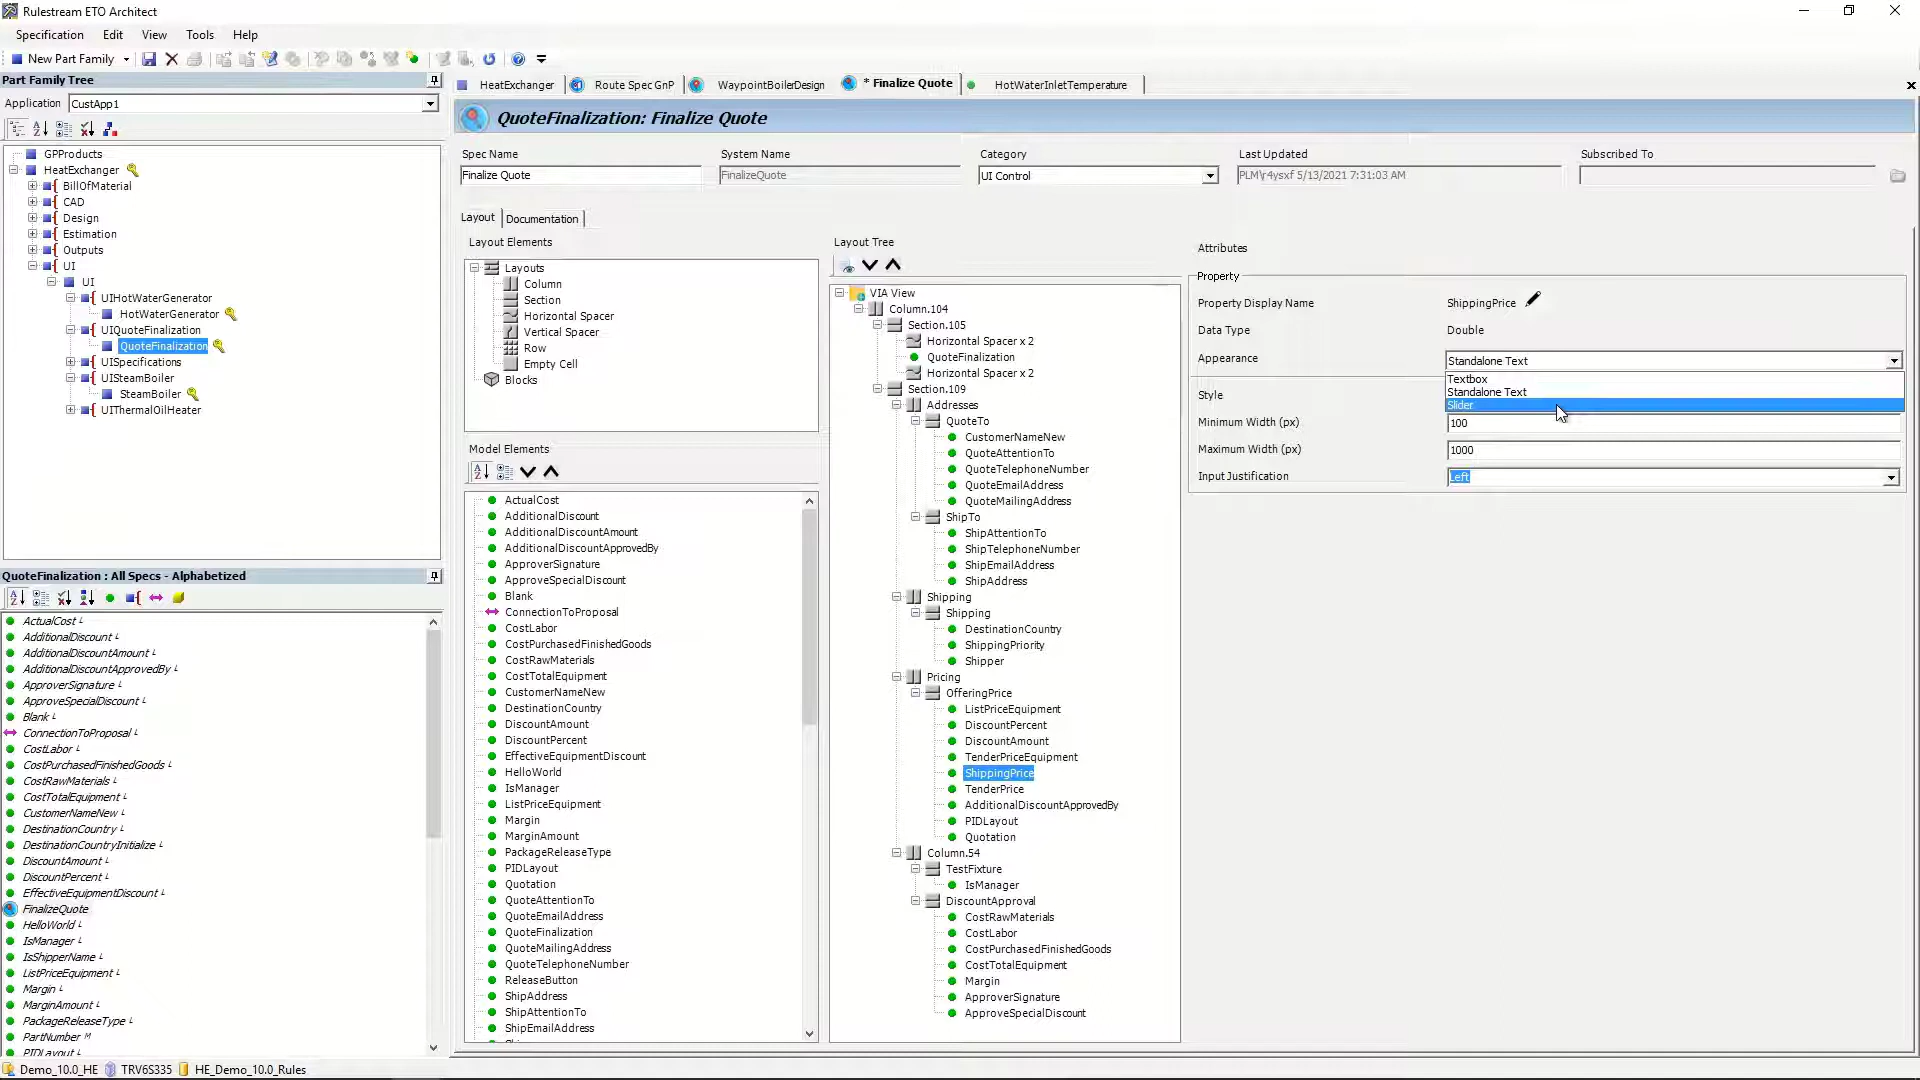 Rulestream ETO Architect
Specification Edit View Tools Help
New Part Family
Part Family Tree
Application CustApp1
GPProducts
HeatExchanger
BillOfMaterial
CAD
Design
Estimation
Outputs
UI
UI
UIHotWaterGenerator
HotWaterGenerator
UIQuoteFinalization
QuoteFinalization
UISpecifications
UISteamBoiler
SteamBoiler
UIThermalOilHeater
QuoteFinalization : All Specs - Alphabetized
ActualCost L
AdditionalDiscount L
AdditionalDiscountAmount L
AdditionalDiscountApprovedBy L
ApproverSignature L
ApproveSpecialDiscount L
Blank L
ConnectionToProposal L
CostLabor L
CostPurchasedFinishedGoods L
CostRawMaterials L
CostTotalEquipment L
CustomerNameNew L
DestinationCountry L
DestinationCountryInitialize L
DiscountAmount L
DiscountPercent L
EffectiveEquipmentDiscount L
FinalizeQuote
HelloWorld L
IsManager L
IsShipperName L
ListPriceEquipment L
Margin L
MarginAmount L
PackageReleaseType L
PartNumber M
PIDLayout L
HeatExchanger Route Spec GnP WaypointBoilerDesign * Finalize Quote HotWaterInletTemperature
QuoteFinalization: Finalize Quote
Spec Name System Name Category Last Updated Subscribed To
Finalize Quote FinalizeQuote UI Control PLM\r4ysxf 5/13/2021 7:31:03 AM
Layout Documentation
Layout Elements
Layouts
Column
Section
Horizontal Spacer
Vertical Spacer
Row
Empty Cell
Blocks
Model Elements
ActualCost
AdditionalDiscount
AdditionalDiscountAmount
AdditionalDiscountApprovedBy
ApproverSignature
ApproveSpecialDiscount
Blank
ConnectionToProposal
CostLabor
CostPurchasedFinishedGoods
CostRawMaterials
CostTotalEquipment
CustomerNameNew
DestinationCountry
DiscountAmount
DiscountPercent
EffectiveEquipmentDiscount
HelloWorld
IsManager
ListPriceEquipment
Margin
MarginAmount
PackageReleaseType
PIDLayout
Quotation
QuoteAttentionTo
QuoteEmailAddress
QuoteFinalization
QuoteMailingAddress
QuoteTelephoneNumber
ReleaseButton
ShipAddress
ShipAttentionTo
ShipEmailAddress
Layout Tree
VIA View
Column.104
Section.105
Horizontal Spacer x 2
QuoteFinalization
Horizontal Spacer x 2
Section.109
Addresses
QuoteTo
CustomerNameNew
QuoteAttentionTo
QuoteTelephoneNumber
QuoteEmailAddress
QuoteMailingAddress
ShipTo
ShipAttentionTo
ShipTelephoneNumber
ShipEmailAddress
ShipAddress
Shipping
Shipping
DestinationCountry
ShippingPriority
Shipper
Pricing
OfferingPrice
ListPriceEquipment
DiscountPercent
DiscountAmount
TenderPriceEquipment
ShippingPrice
TenderPrice
AdditionalDiscountApprovedBy
PIDLayout
Quotation
Column.54
TestFixture
IsManager
DiscountApproval
CostRawMaterials
CostLabor
CostPurchasedFinishedGoods
CostTotalEquipment
Margin
ApproverSignature
ApproveSpecialDiscount
Attributes
Property
Property Display Name ShippingPrice
Data Type Double
Appearance Standalone Text
Textbox
Standalone Text
Slider
Style
Minimum Width (px) 100
Maximum Width (px) 1000
Input Justification Left
Demo_10.0_HE TRV6S335 HE_Demo_10.0_Rules